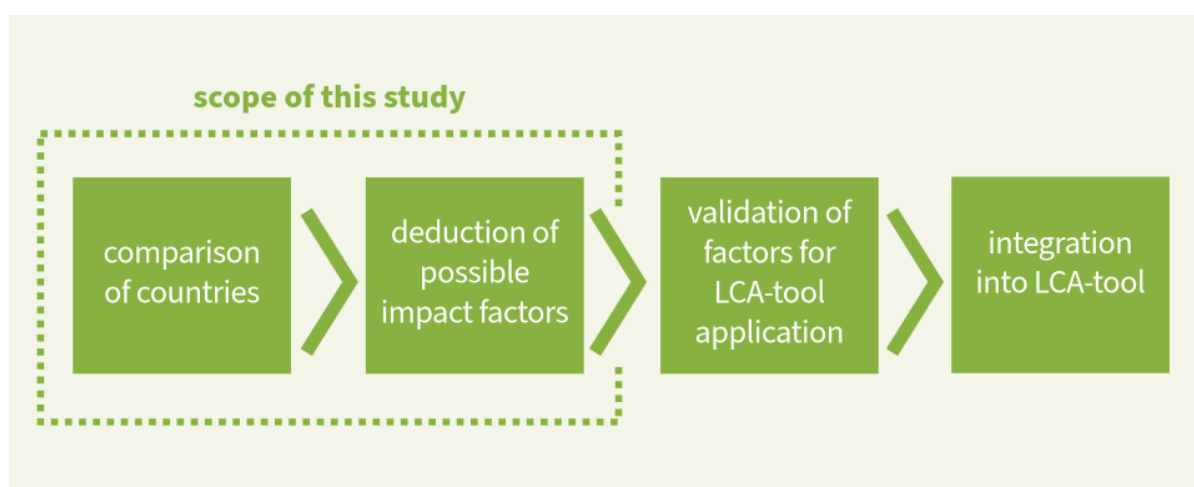 scope of this study
comparison
of countries
deduction of
possible
impact factors
validation of
factors for
LCA-tool
application
integration
into LCA-tool